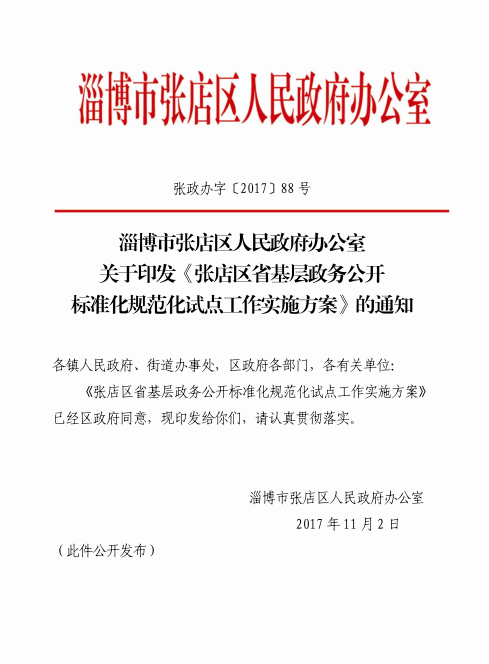 淄博市张店区人民政府办公室
张政办字〔2017〕88 号
淄博市张店区人民政府办公室
关于印发《张店区省基层政务公开
标准化规范化试点工作实施方案》的通知
各镇人民政府、街道办事处，区政府各部门，各有关单位：
《张店区省基层政务公开标准化规范化试点工作实施方案》
已经区政府同意，现印发给你们，请认真贯彻落实。
淄博市张店区人民政府办公室
2017 年 11 月 2 日
（此件公开发布）